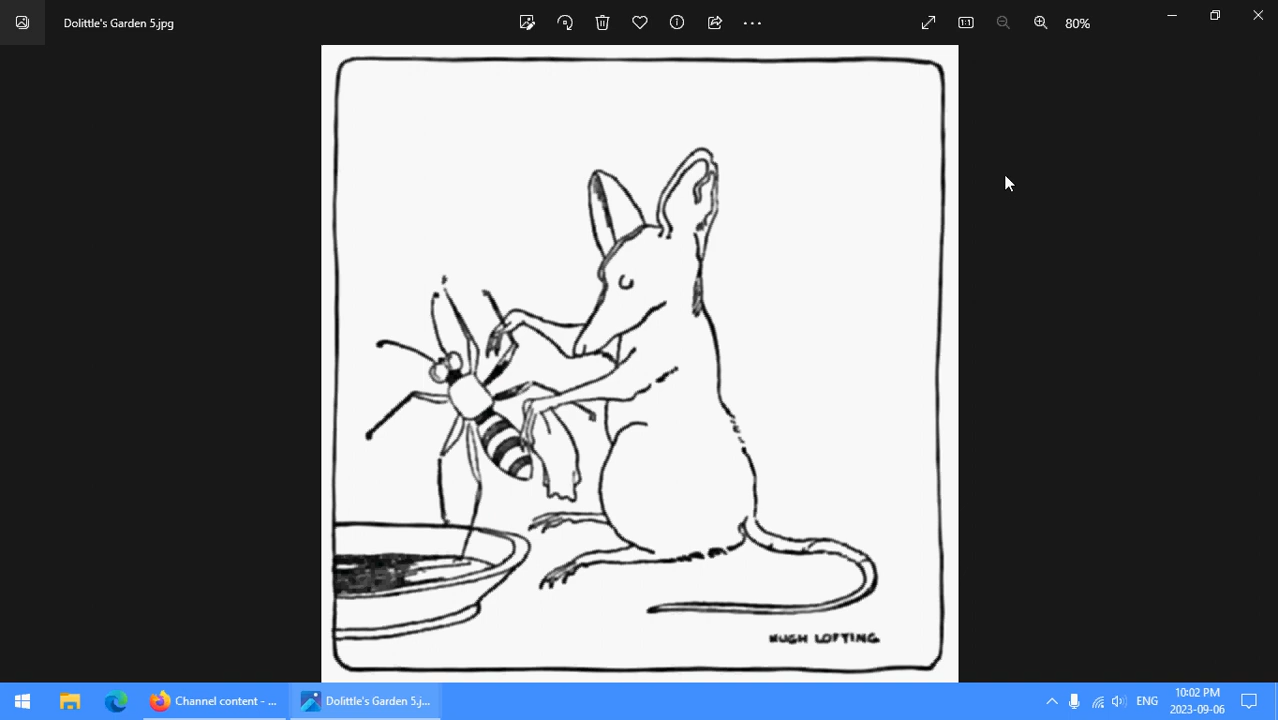 Dolittle's Garden 5.jpg
80%
HUGH LOFTING
Channel content - ...
Dolittle's Garden 5.j...
ENG
10:02 PM
2023-09-06